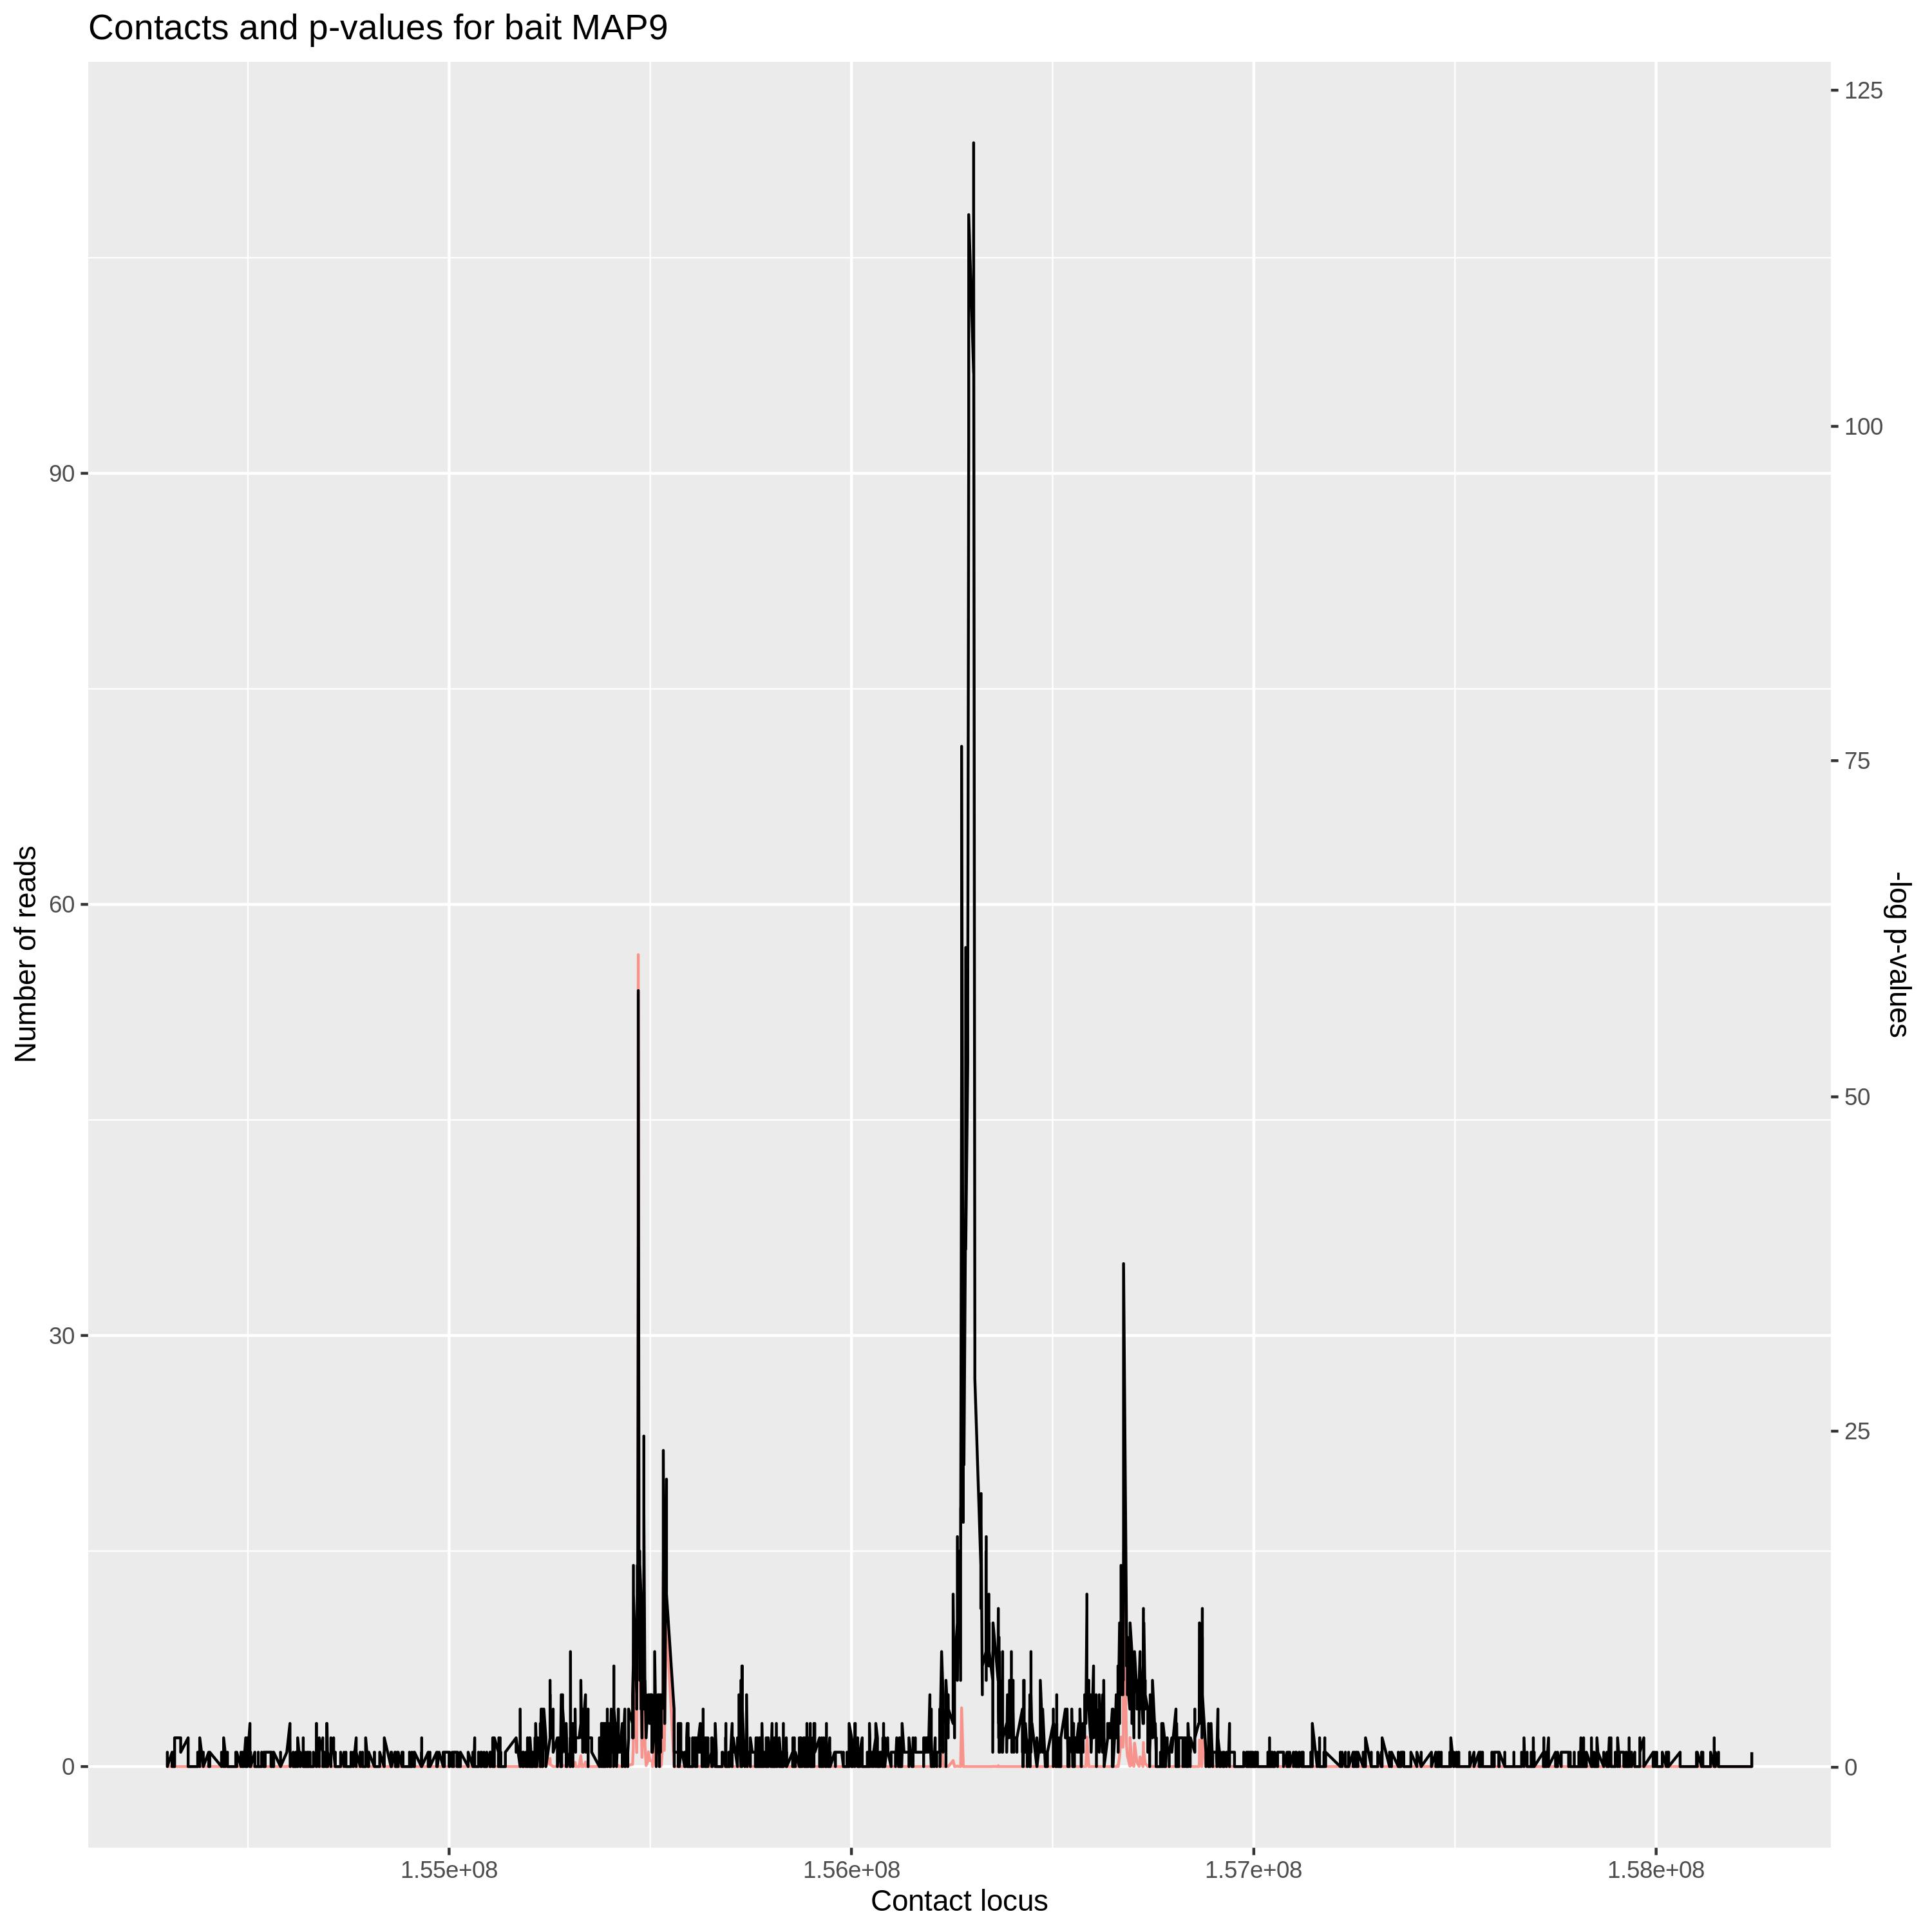 Contacts and p-values for bait MAP9
125
100
90
75
60
Number of reads
-log p-values
50
30
25
0
0
1.55e+08 1.56e+08 1.57e+08 1.58e+08
Contact locus